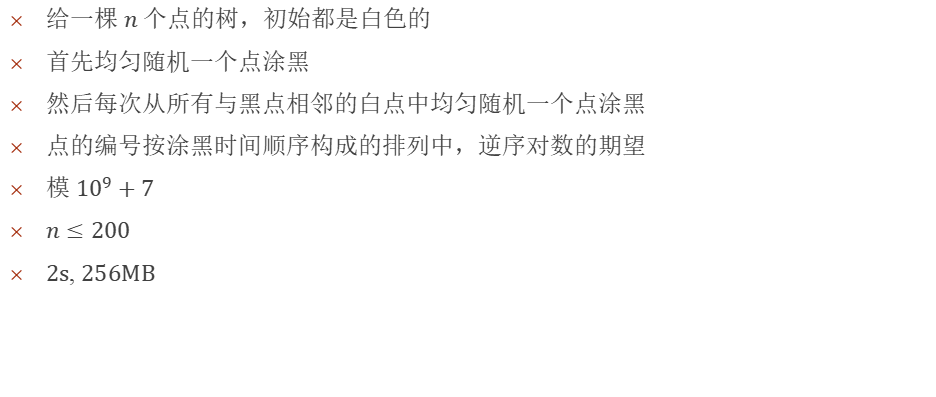 × 给一棵 n 个点的树，初始都是白色的
× 首先均匀随机一个点涂黑
× 然后每次从所有与黑点相邻的白点中均匀随机一个点涂黑
× 点的编号按涂黑时间顺序构成的排列中，逆序对数的期望
× 模 10⁹ + 7
× n ≤ 200
× 2s, 256MB